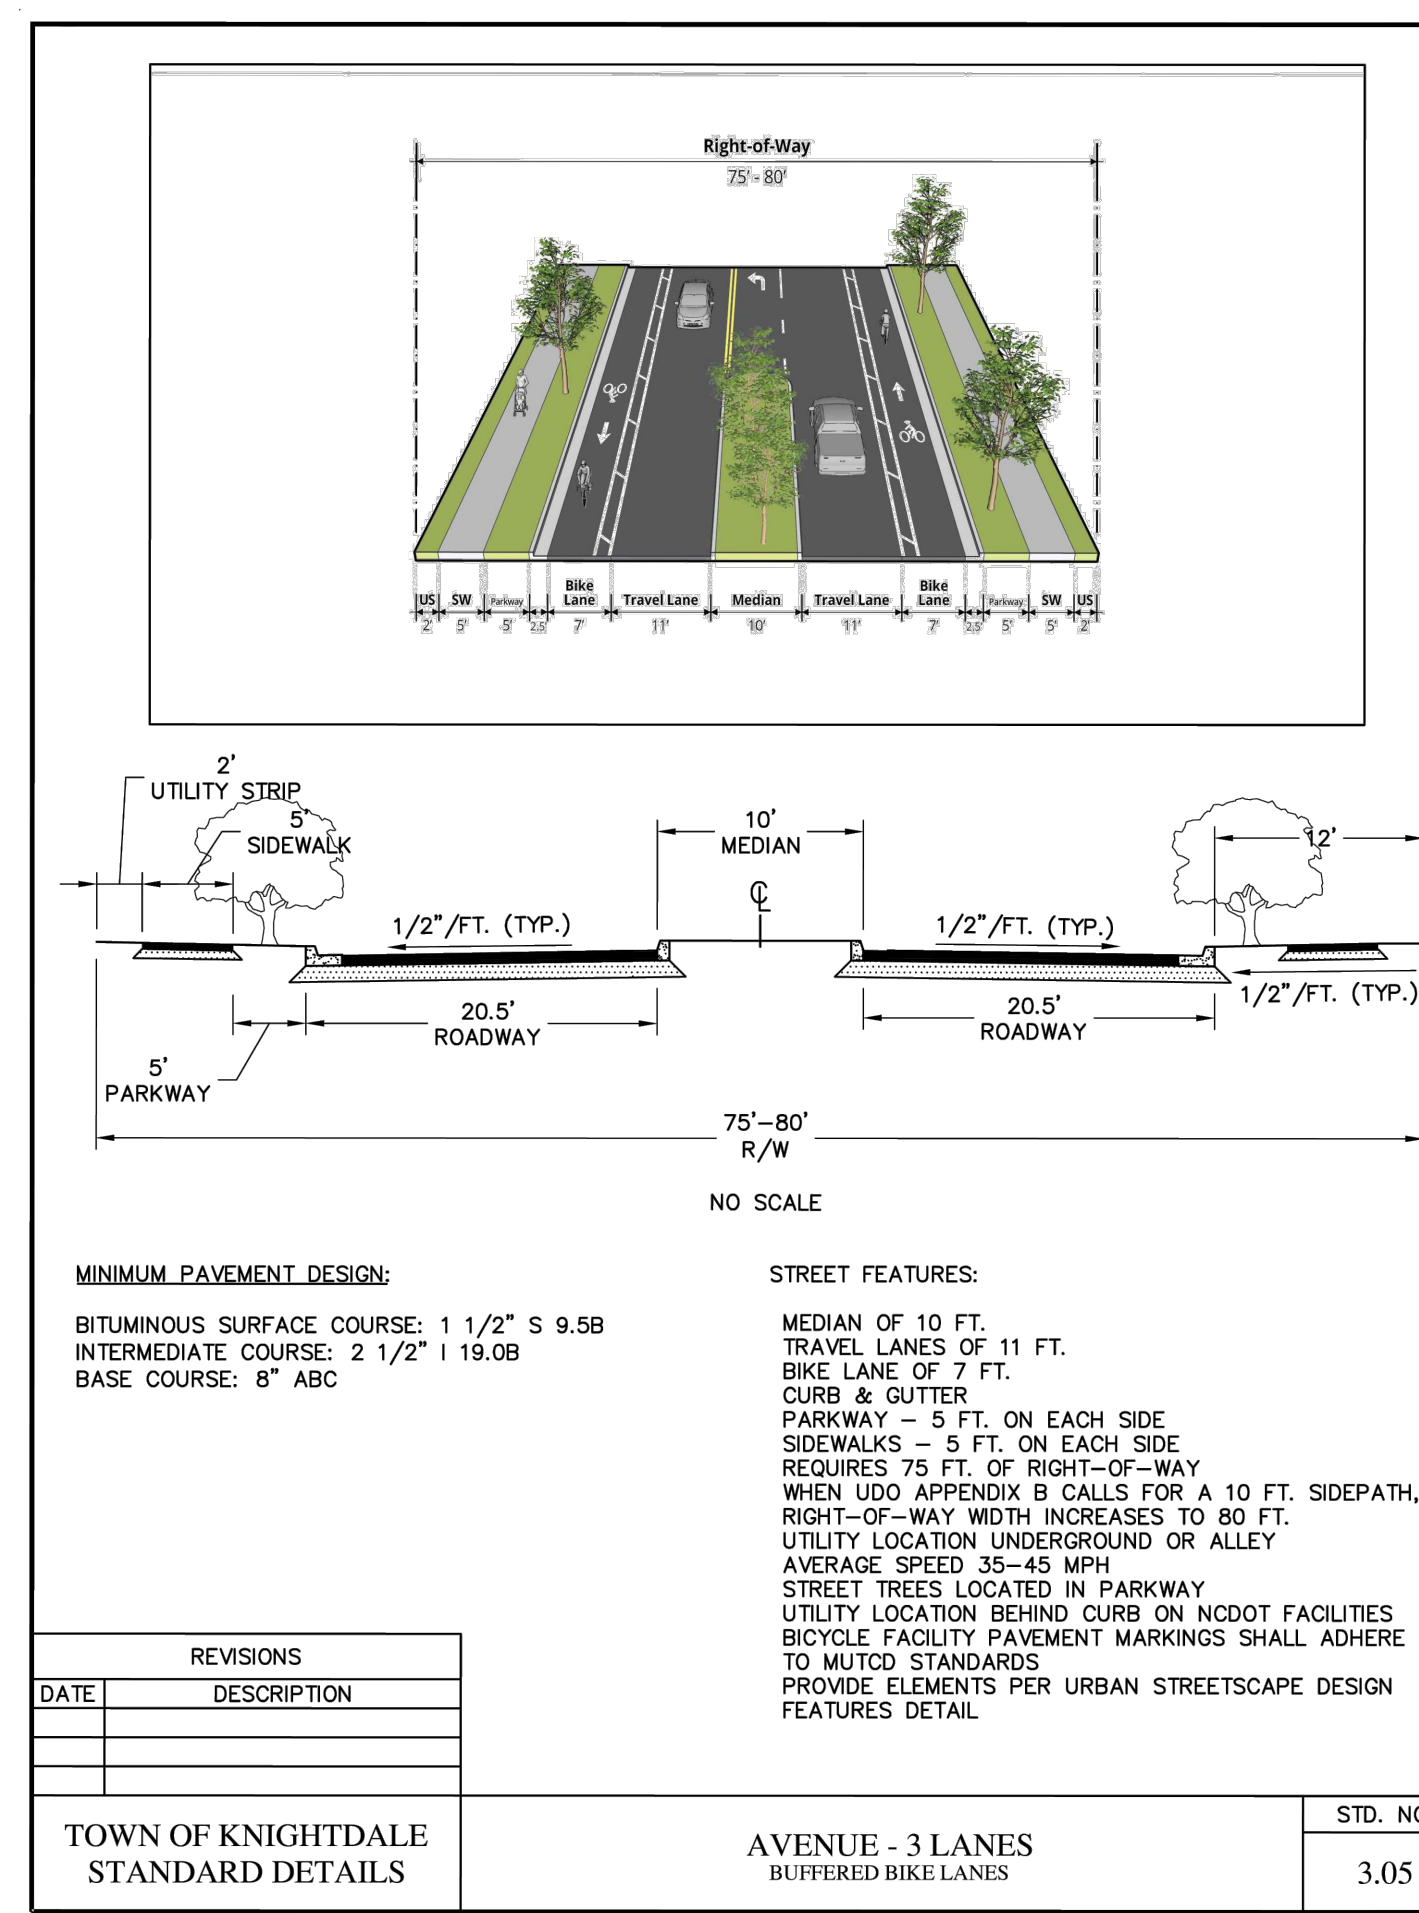 Right-of-Way
75' - 80'
US SW Parkway Bike Lane Travel Lane Median Travel Lane Bike Lane Parkway SW US
2' 5' 5' 2.5' 7' 11' 10' 11' 7' 2.5' 5' 5' 2'
2'
UTILITY STRIP
5'
SIDEWALK
10'
MEDIAN
12'
CL
1/2"/FT. (TYP.)
1/2"/FT. (TYP.)
1/2"/FT. (TYP.)
20.5'
ROADWAY
20.5'
ROADWAY
5'
PARKWAY
75'-80'
R/W
NO SCALE
MINIMUM PAVEMENT DESIGN:
BITUMINOUS SURFACE COURSE: 1 1/2" S 9.5B
INTERMEDIATE COURSE: 2 1/2" I 19.0B
BASE COURSE: 8" ABC
STREET FEATURES:
MEDIAN OF 10 FT.
TRAVEL LANES OF 11 FT.
BIKE LANE OF 7 FT.
CURB & GUTTER
PARKWAY – 5 FT. ON EACH SIDE
SIDEWALKS – 5 FT. ON EACH SIDE
REQUIRES 75 FT. OF RIGHT-OF-WAY
WHEN UDO APPENDIX B CALLS FOR A 10 FT. SIDEPATH,
RIGHT-OF-WAY WIDTH INCREASES TO 80 FT.
UTILITY LOCATION UNDERGROUND OR ALLEY
AVERAGE SPEED 35-45 MPH
STREET TREES LOCATED IN PARKWAY
UTILITY LOCATION BEHIND CURB ON NCDOT FACILITIES
BICYCLE FACILITY PAVEMENT MARKINGS SHALL ADHERE
TO MUTCD STANDARDS
PROVIDE ELEMENTS PER URBAN STREETSCAPE DESIGN
FEATURES DETAIL
REVISIONS
DATE DESCRIPTION
TOWN OF KNIGHTDALE
STANDARD DETAILS
AVENUE - 3 LANES
BUFFERED BIKE LANES
STD. NO
3.05